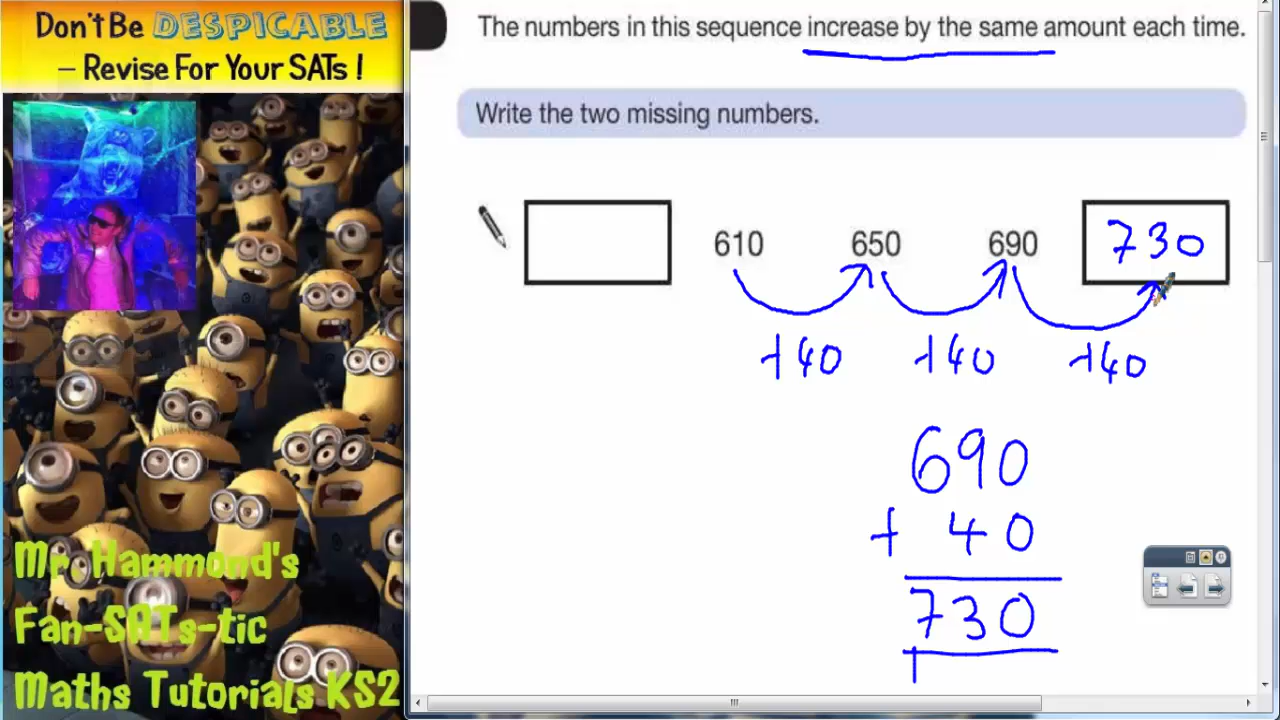 Don't Be DESPICABLE
– Revise For Your SATs !
Mr Hammond's
Fan-SATs-tic
Maths Tutorials KS2
The numbers in this sequence increase by the same amount each time.
Write the two missing numbers.
610 650 690 730
+40 +40 +40
690
+ 40
730
1